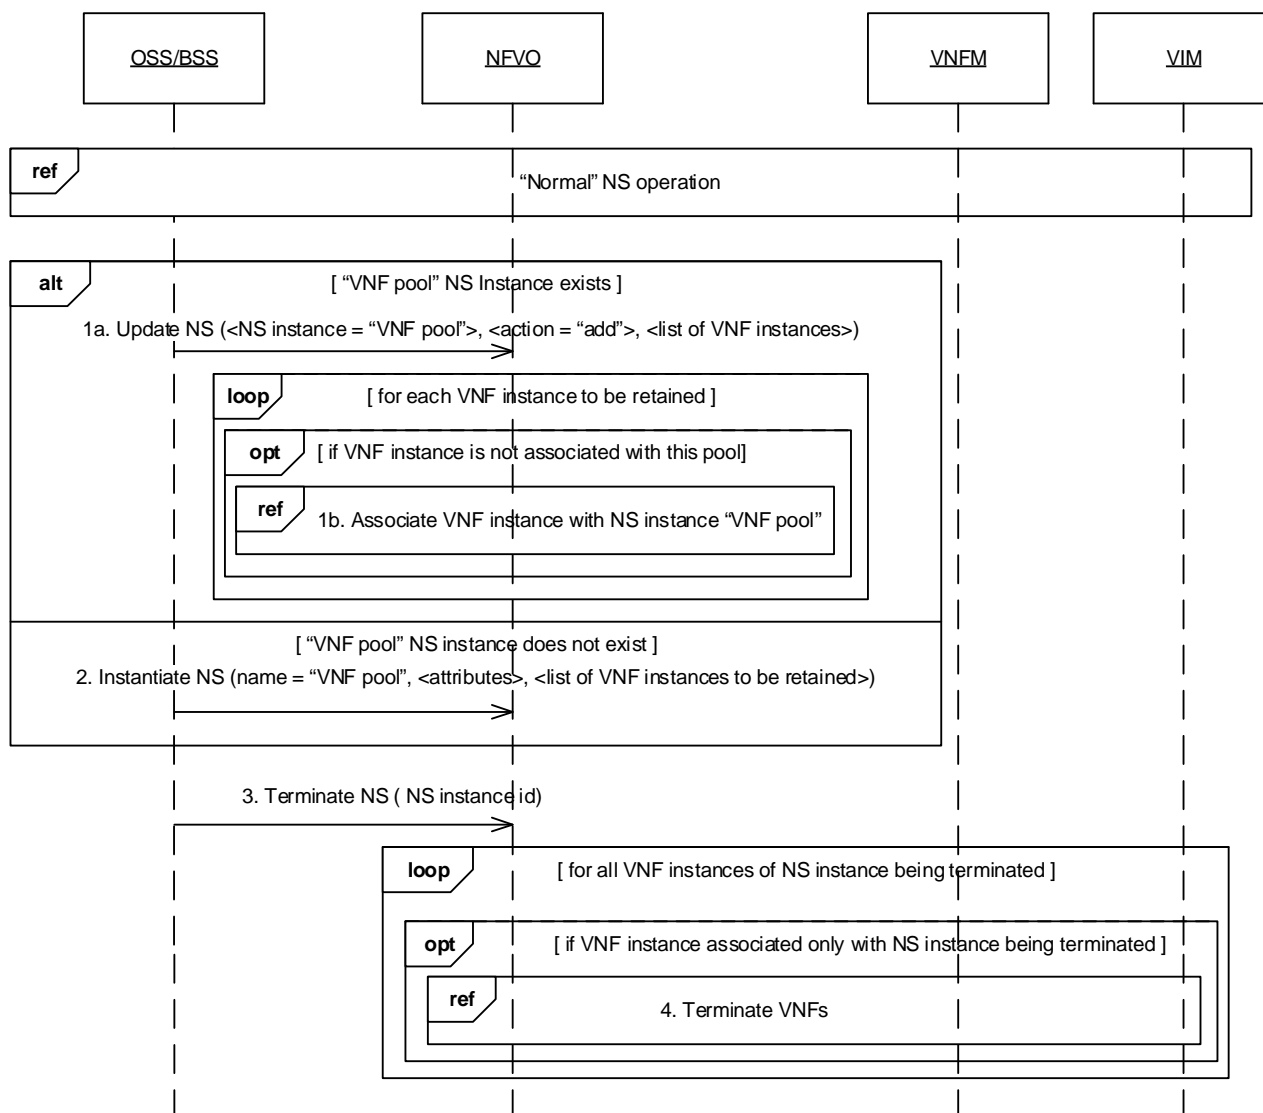 OSS/BSS
NFVO
VNFM
VIM
ref
“Normal” NS operation
alt
[ “VNF pool” NS Instance exists ]
1a. Update NS (<NS instance = “VNF pool”>, <action = “add”>, <list of VNF instances>)
loop
[ for each VNF instance to be retained ]
opt
[ if VNF instance is not associated with this pool]
ref
1b. Associate VNF instance with NS instance “VNF pool”
[ “VNF pool” NS instance does not exist ]
2. Instantiate NS (name = “VNF pool”, <attributes>, <list of VNF instances to be retained>)
3. Terminate NS ( NS instance id)
loop
[ for all VNF instances of NS instance being terminated ]
opt
[ if VNF instance associated only with NS instance being terminated ]
ref
4. Terminate VNFs